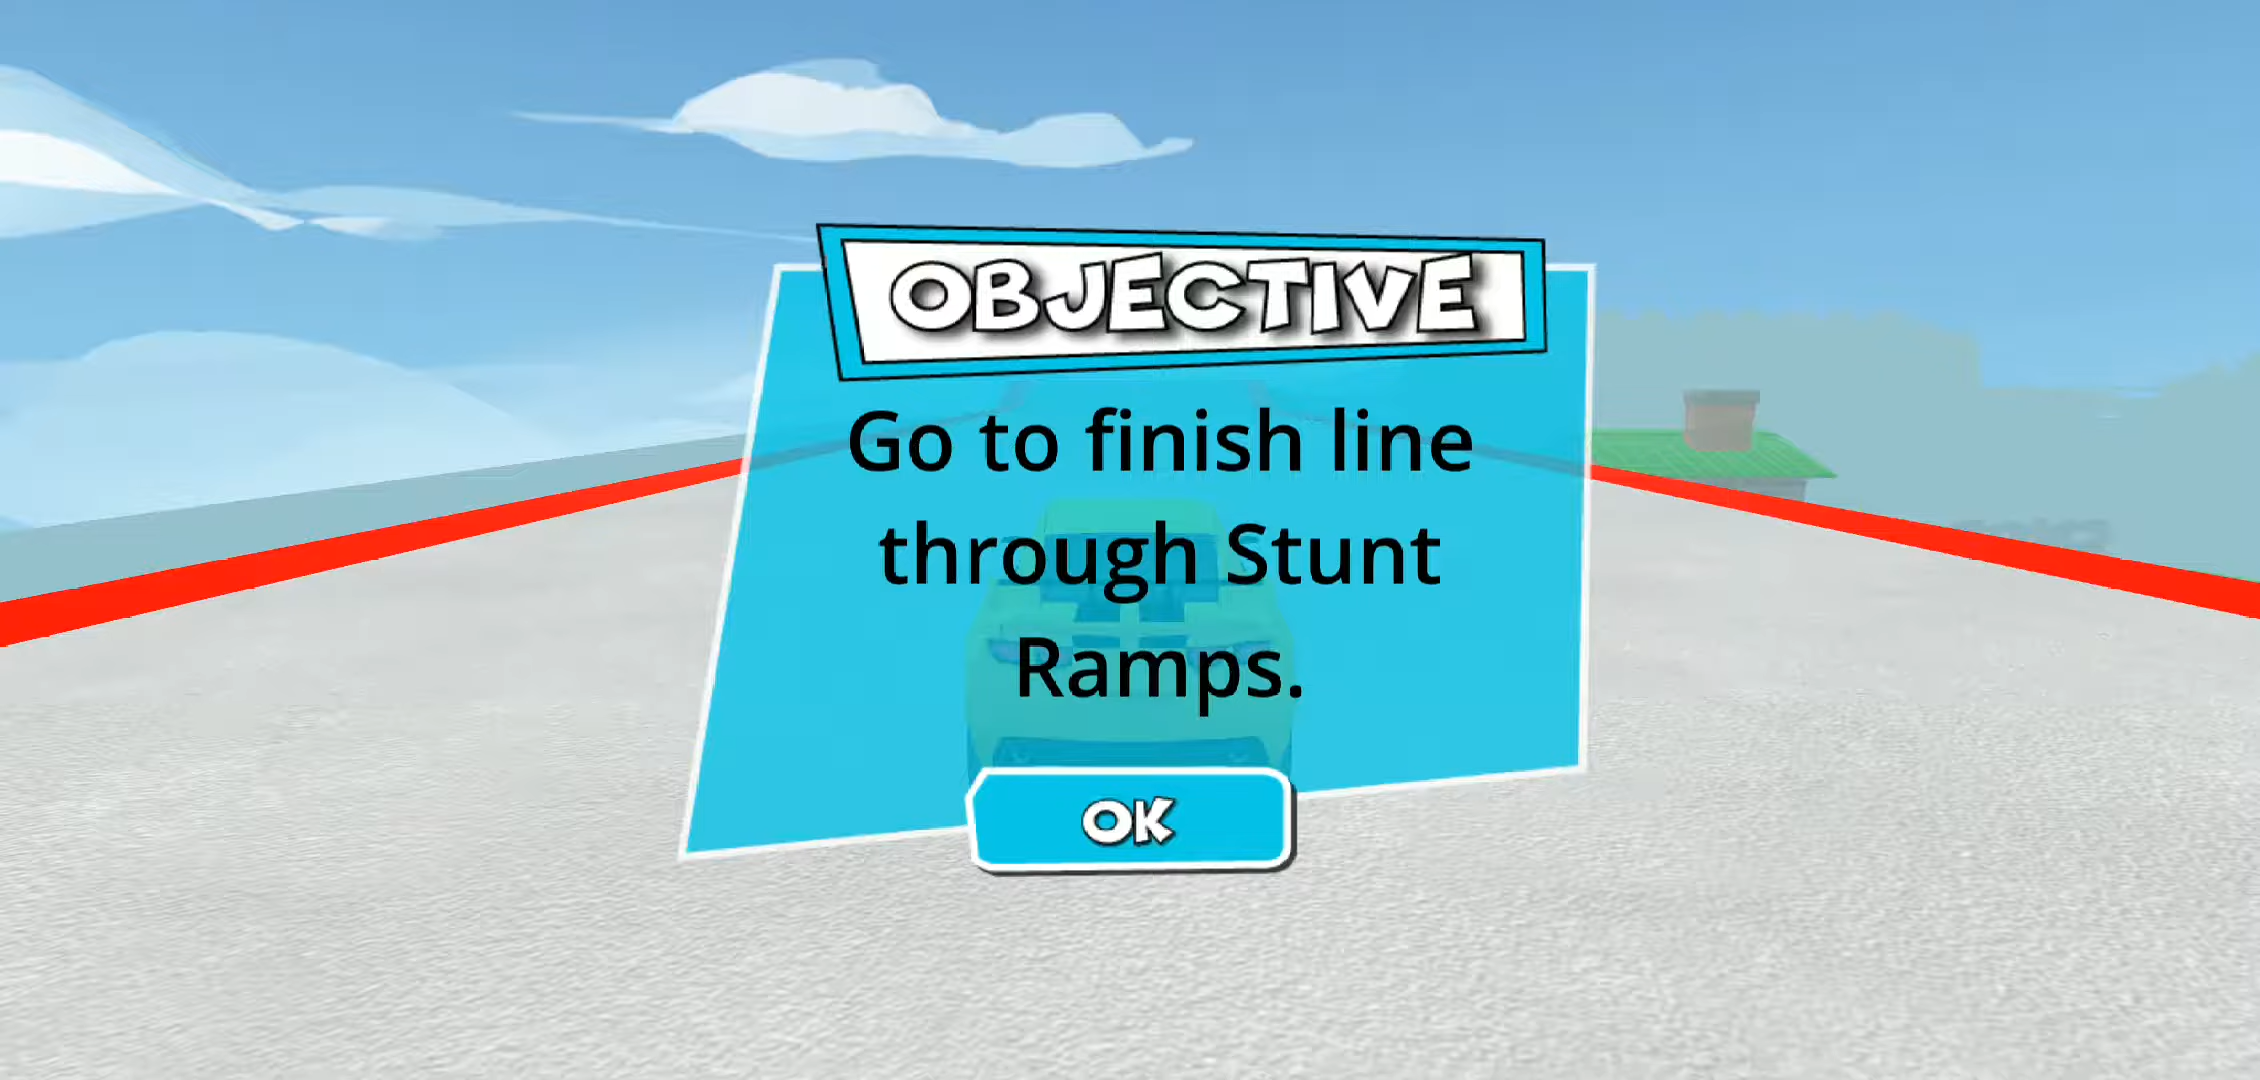 OBJECTIVE
Go to finish line
through Stunt
Ramps.
OK